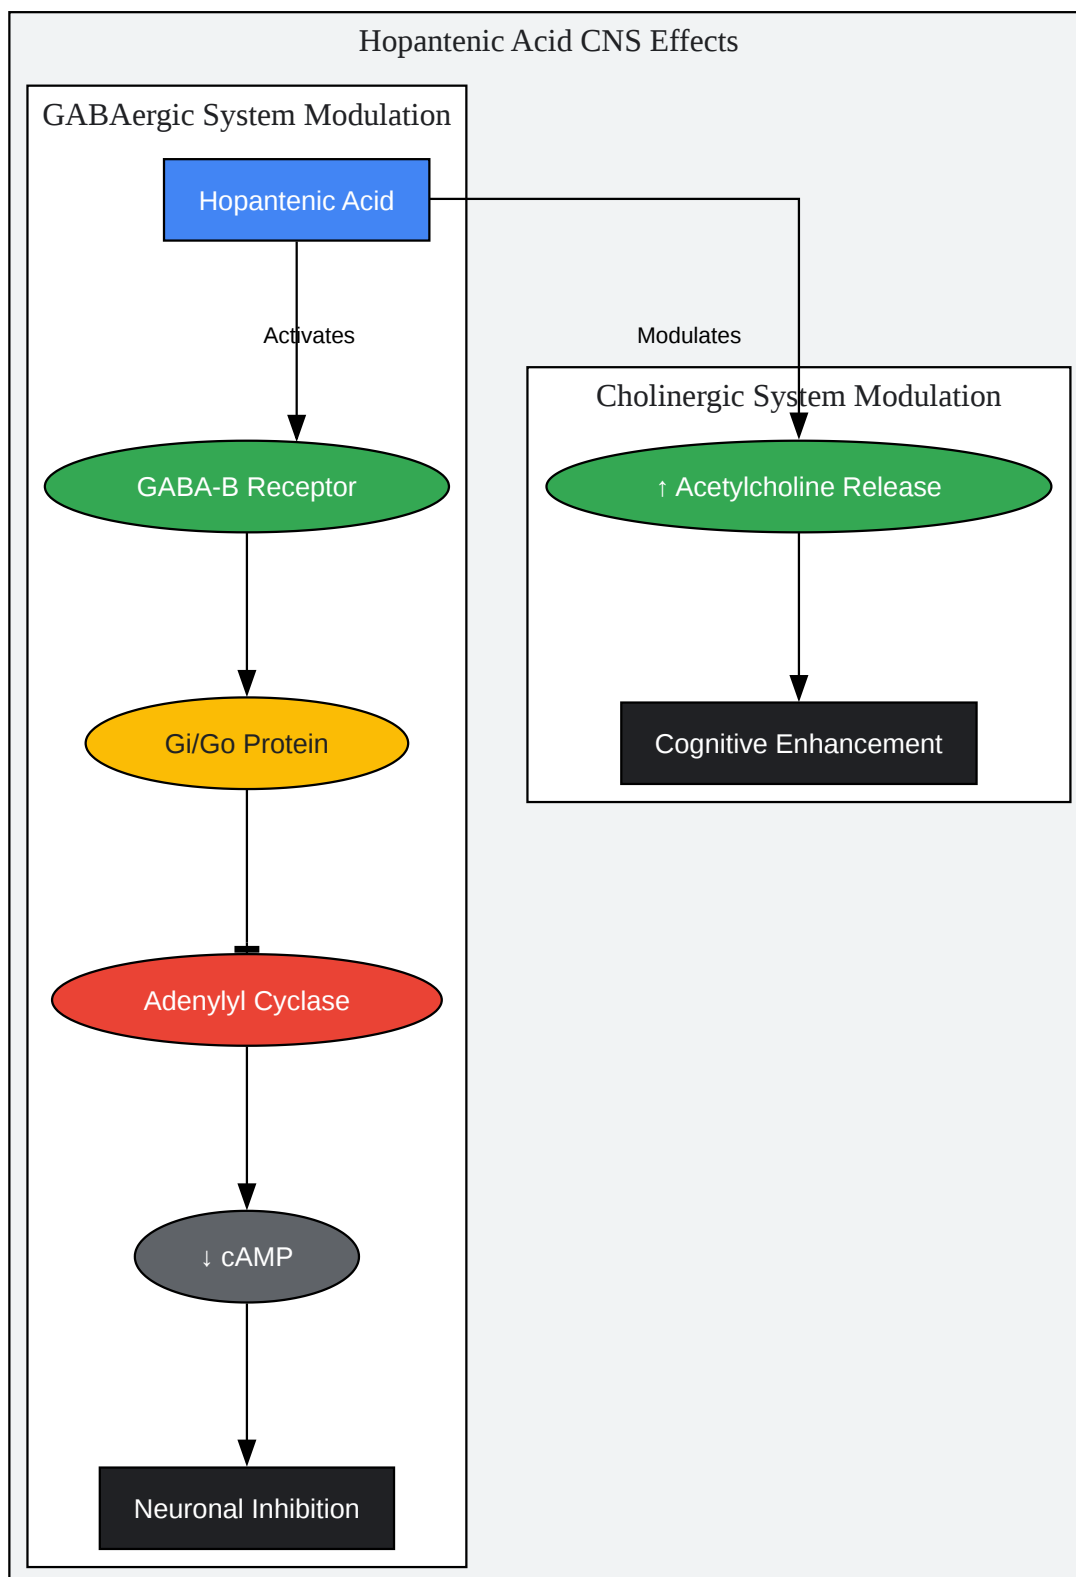 Hopantenic Acid CNS Effects
GABAergic System Modulation
Hopantenic Acid
Activates
Modulates
Cholinergic System Modulation
GABA-B Receptor
↑ Acetylcholine Release
Gi/Go Protein
Cognitive Enhancement
Adenylyl Cyclase
↓ cAMP
Neuronal Inhibition